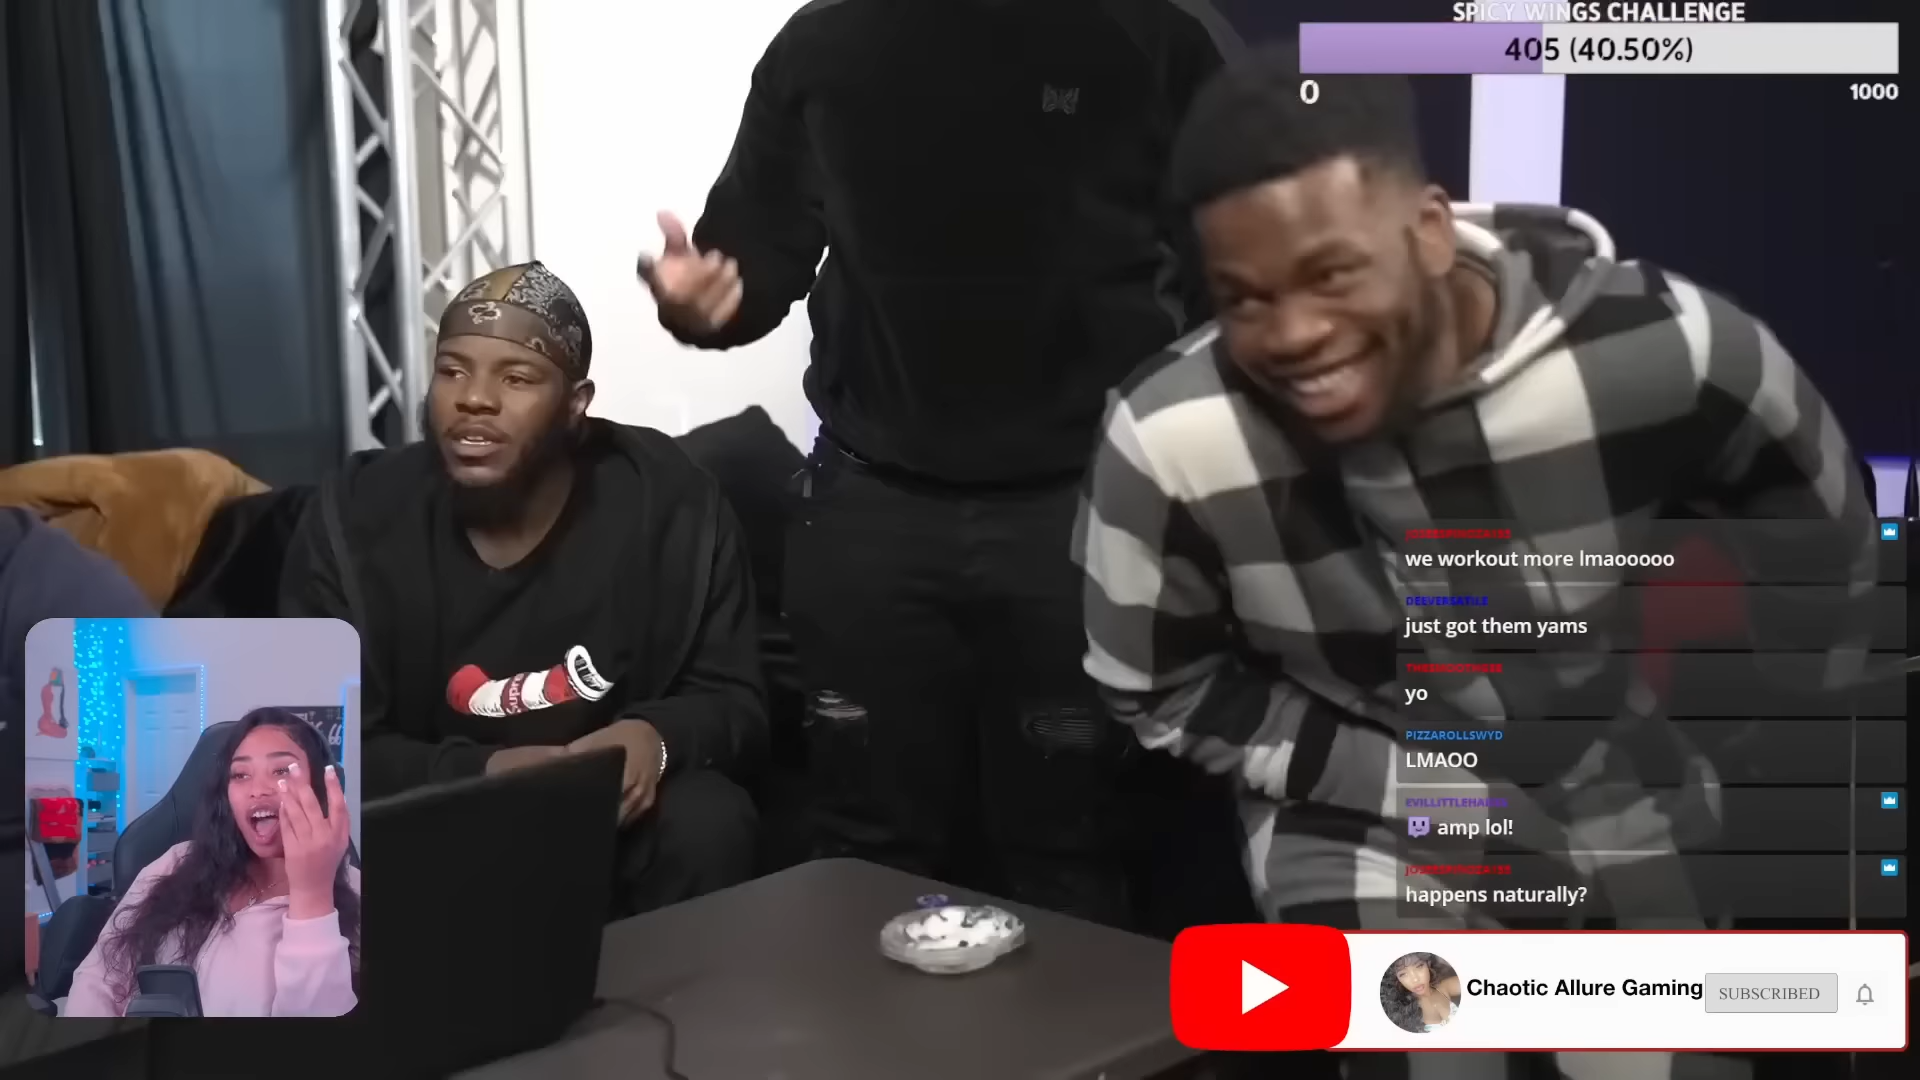 SPICY WINGS CHALLENGE
405 (40.50%)
0
1000
we workout more lmaooooo
DEEVERSATILE
just got them yams
yo
PIZZAROLLSWYD
LMAOO
amp lol!
happens naturally?
Chaotic Allure Gaming
SUBSCRIBED